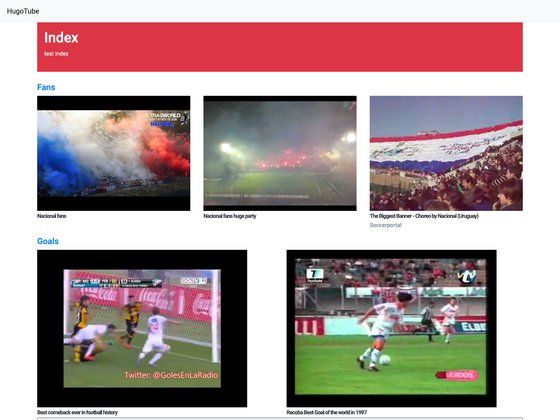 HugoTube
Index
test Index
Fans
ULTRASWORLD
Nacional fans
Nacional fans huge party
The Biggest Banner - Choreo by Nacional (Uruguay)
Soccerportal
Goals
GOLTV
Twitter: @GolesEnLaRadio
7
Best comeback ever in football history
Recoba Best Goal of the world in 1997